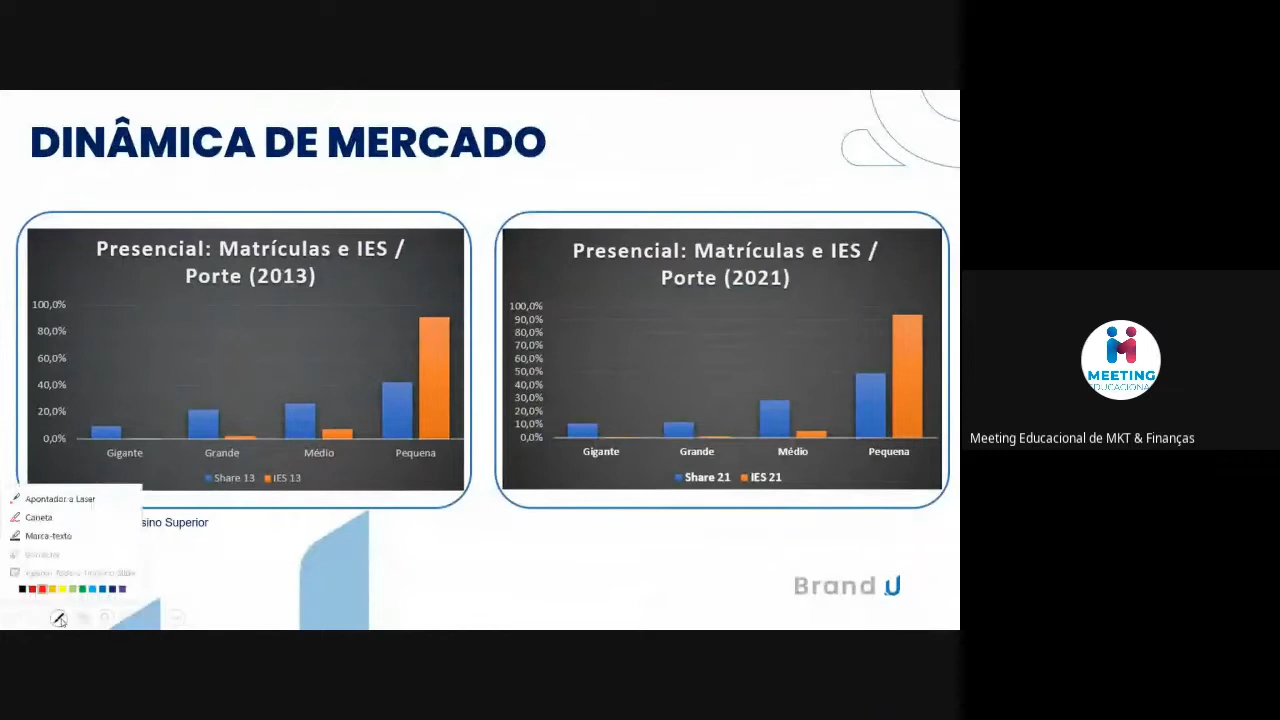 DINÂMICA DE MERCADO
Presencial: Matrículas e IES /
Porte (2013)
100,0%
80,0%
60,0%
40,0%
20,0%
0,0%
Gigante
Grande
Médio
Pequena
Share 13
IES 13
Presencial: Matrículas e IES /
Porte (2021)
100,0%
90,0%
80,0%
70,0%
60,0%
50,0%
40,0%
30,0%
20,0%
10,0%
0,0%
Gigante
Grande
Médio
Pequena
Share 21
IES 21
Apontador a Laser
Caneta
Marca-texto
sino Superior
Brand U
MEETING
EDUCACIONAL
Meeting Educacional de MKT & Finanças